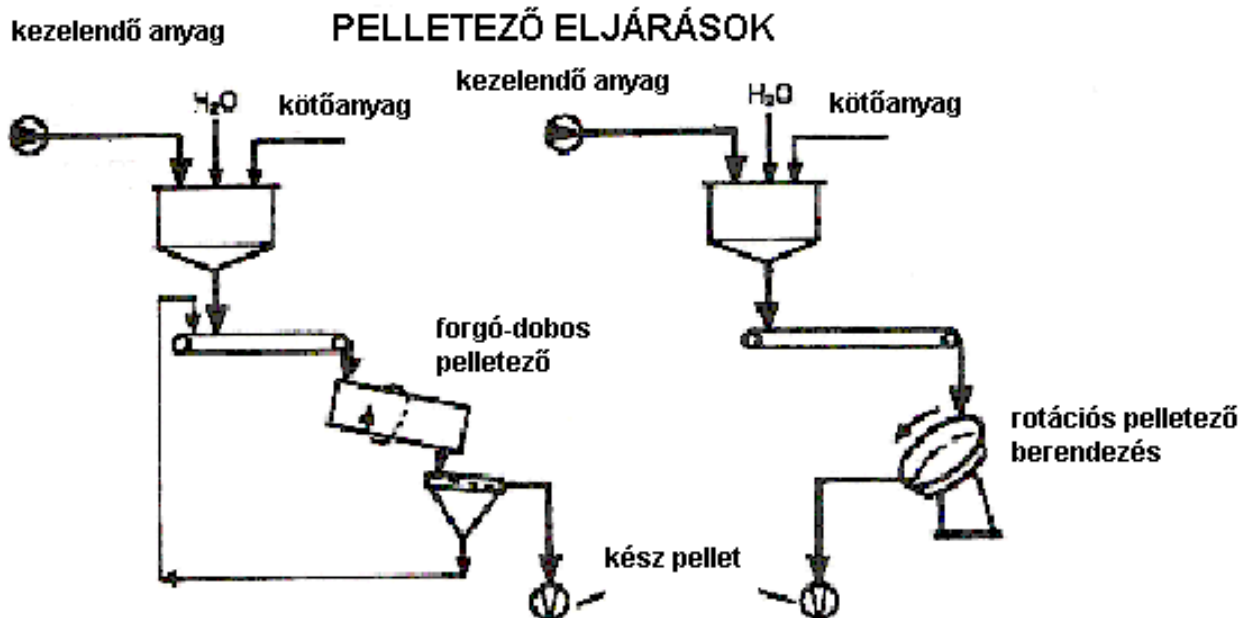 PELLETEZŐ ELJÁRÁSOK
kezelendő anyag
H₂O
kötőanyag
kezelendő anyag
H₂O
kötőanyag
forgó-dobos
pelletező
rotációs pelletező
berendezés
kész pellet